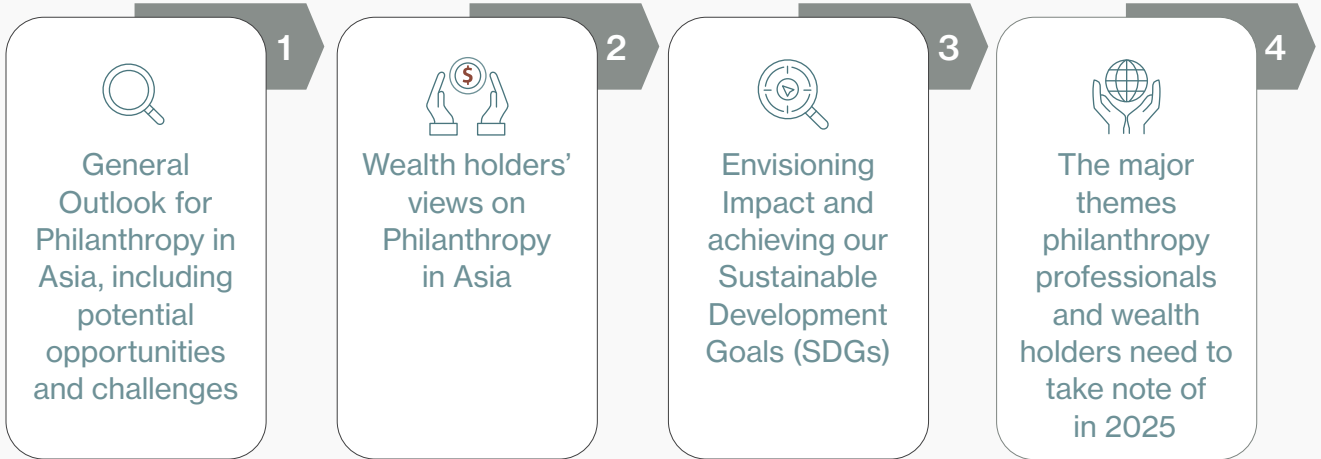 1
General
Outlook for
Philanthropy in
Asia, including
potential
opportunities
and challenges
2
$
Wealth holders’
views on
Philanthropy
in Asia
3
Envisioning
Impact and
achieving our
Sustainable
Development
Goals (SDGs)
4
The major
themes
philanthropy
professionals
and wealth
holders need to
take note of
in 2025